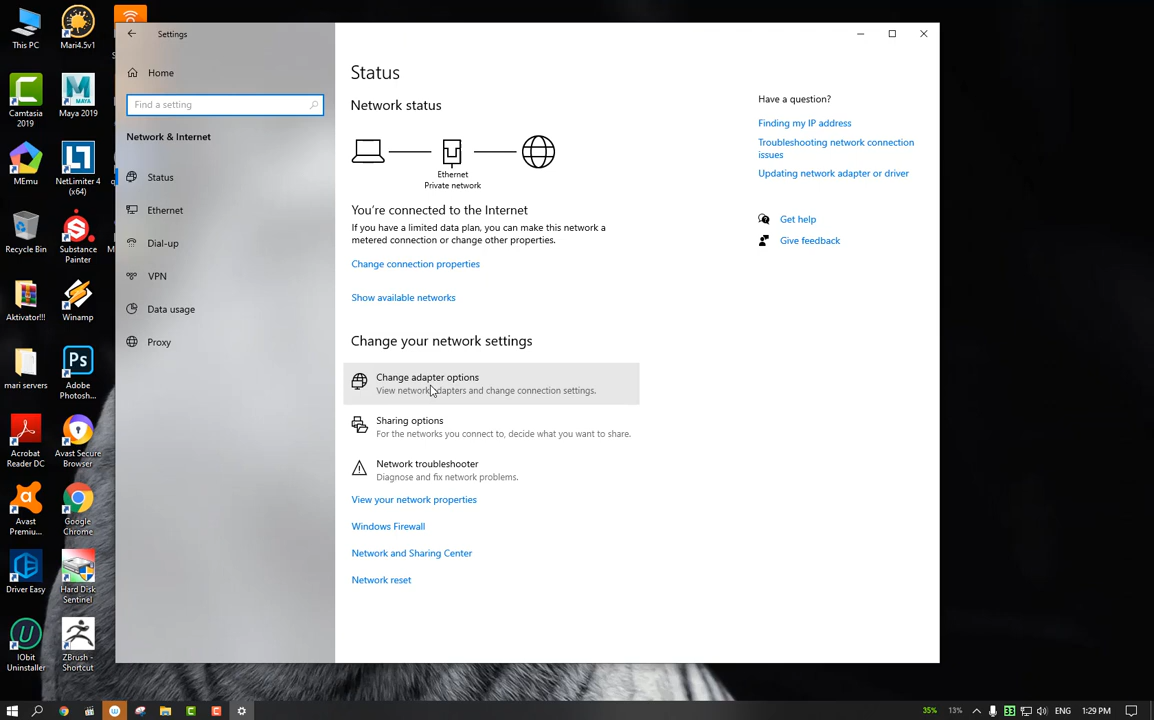 This PC
Mari4.5v1
Camtasia
2019
Maya 2019
MEmu
NetLimiter 4
(x64)
Recycle Bin
Substance
Painter
Aktivator!!!
Winamp
mari servers
Adobe
Photosh...
Acrobat
Reader DC
Avast Secure
Browser
Avast
Premiu...
Google
Chrome
Driver Easy
Hard Disk
Sentinel
IObit
Uninstaller
ZBrush -
Shortcut
Settings
Home
Find a setting
Network & Internet
Status
Ethernet
Dial-up
VPN
Data usage
Proxy
Status
Network status
Ethernet
Private network
You're connected to the Internet
If you have a limited data plan, you can make this network a
metered connection or change other properties.
Change connection properties
Show available networks
Change your network settings
Change adapter options
View network adapters and change connection settings.
Sharing options
For the networks you connect to, decide what you want to share.
Network troubleshooter
Diagnose and fix network problems.
View your network properties
Windows Firewall
Network and Sharing Center
Network reset
Have a question?
Finding my IP address
Troubleshooting network connection
issues
Updating network adapter or driver
Get help
Give feedback
35%
13%
33
ENG
1:29 PM